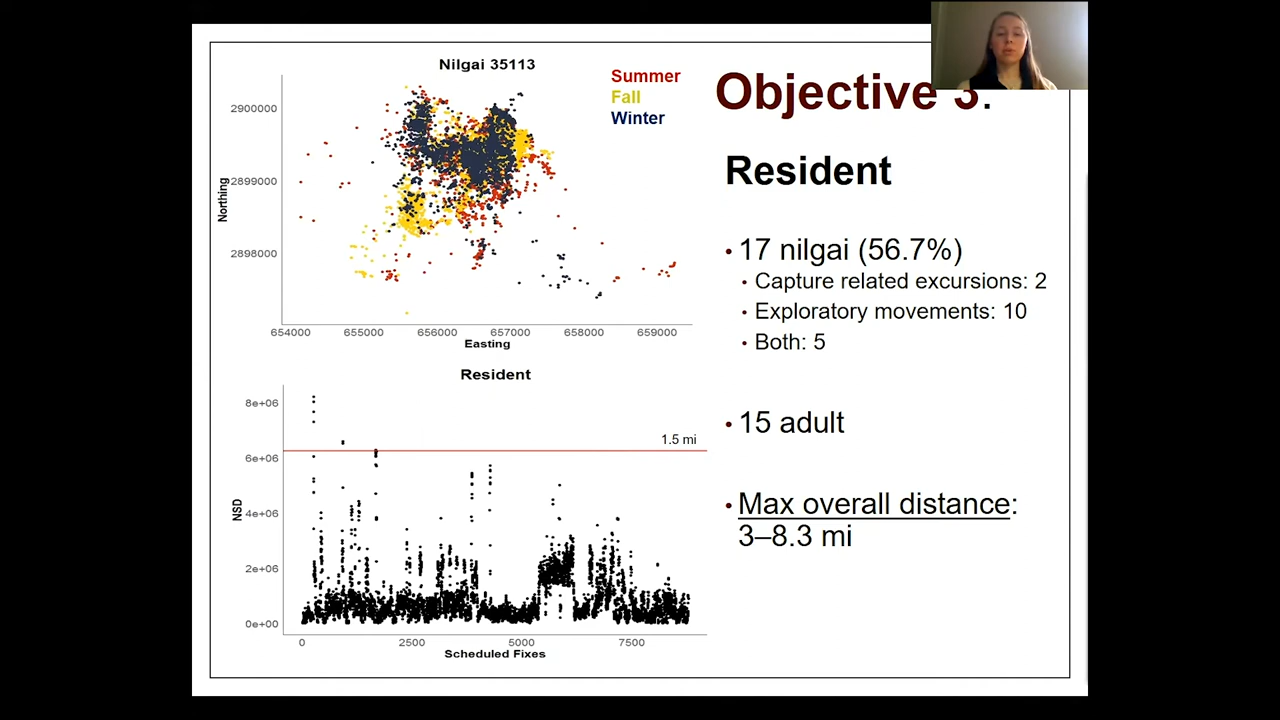 Nilgai 35113
Summer
Fall
Winter
2900000
2899000
2898000
Northing
654000 655000 656000 657000 658000 659000
Easting
Resident
8e+06
6e+06
4e+06
2e+06
0e+00
NSD
1.5 mi
0 2500 5000 7500
Scheduled Fixes
Objective 3:
Resident
• 17 nilgai (56.7%)
• Capture related excursions: 2
• Exploratory movements: 10
• Both: 5
• 15 adult
• Max overall distance:
3–8.3 mi